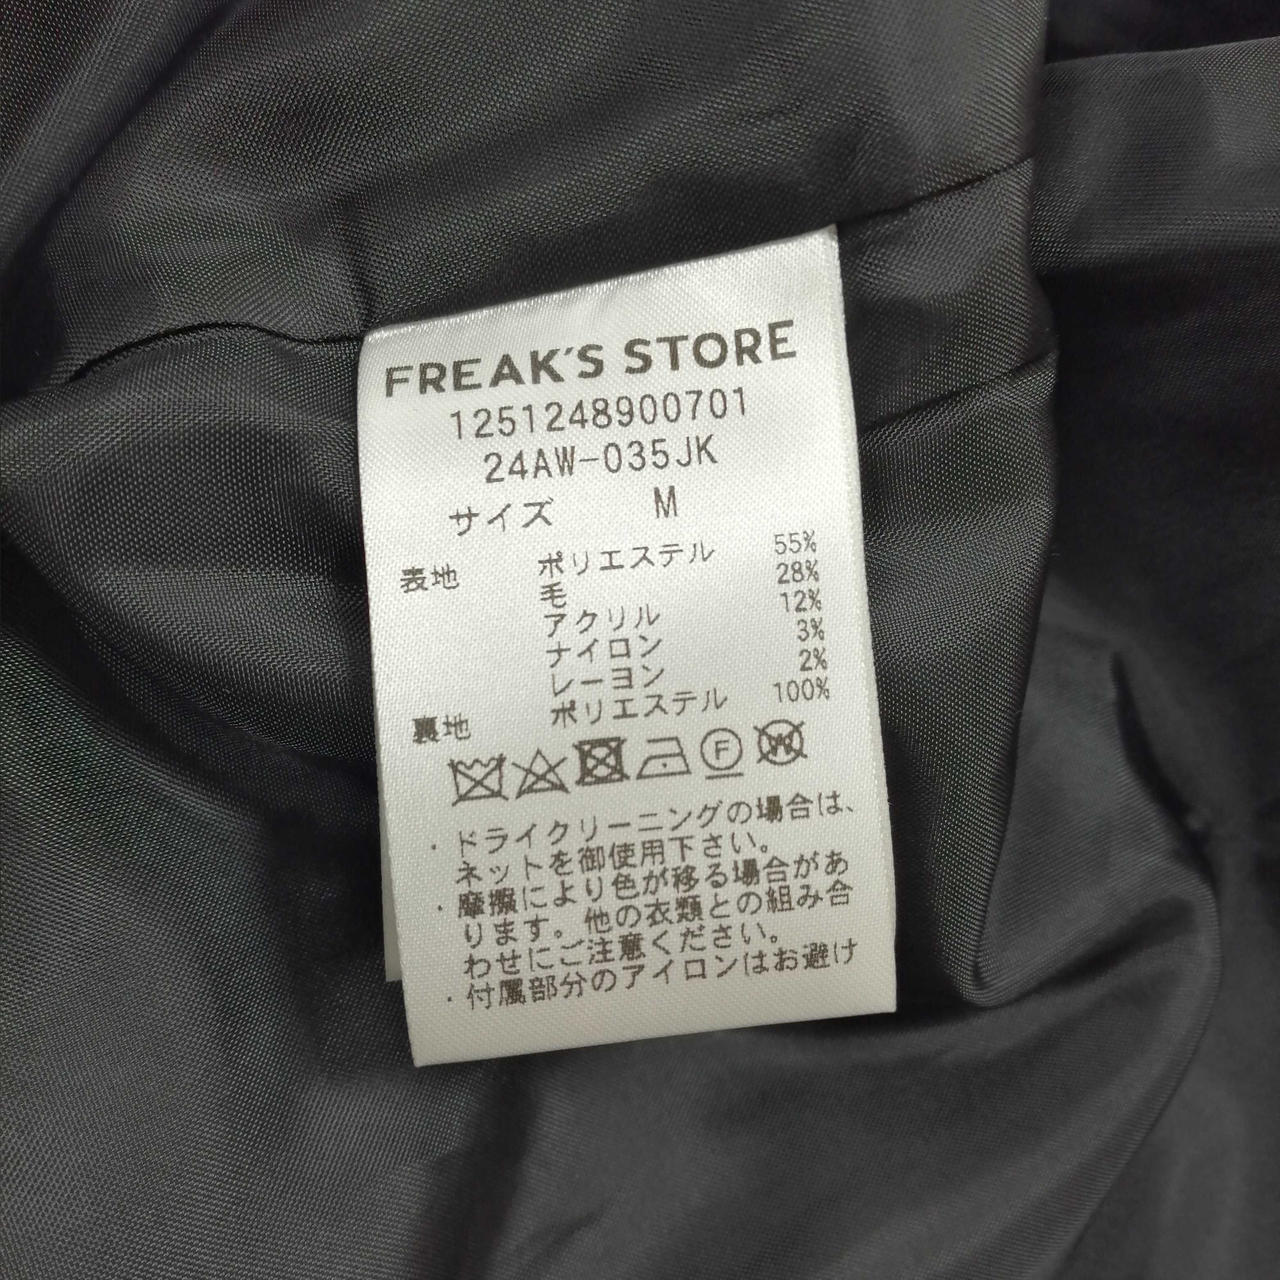 FREAK'S STORE
1251248900701
24AW-035JK
サイズ M
表地 ポリエステル 55%
毛 28%
アクリル 12%
ナイロン 3%
レーヨン 2%
裏地 ポリエステル 100%
F W
・ドライクリーニングの場合は、
ネットを御使用下さい。
・摩擦により色が移る場合があ
ります。他の衣類との組み合
わせにご注意ください。
・付属部分のアイロンはお避け